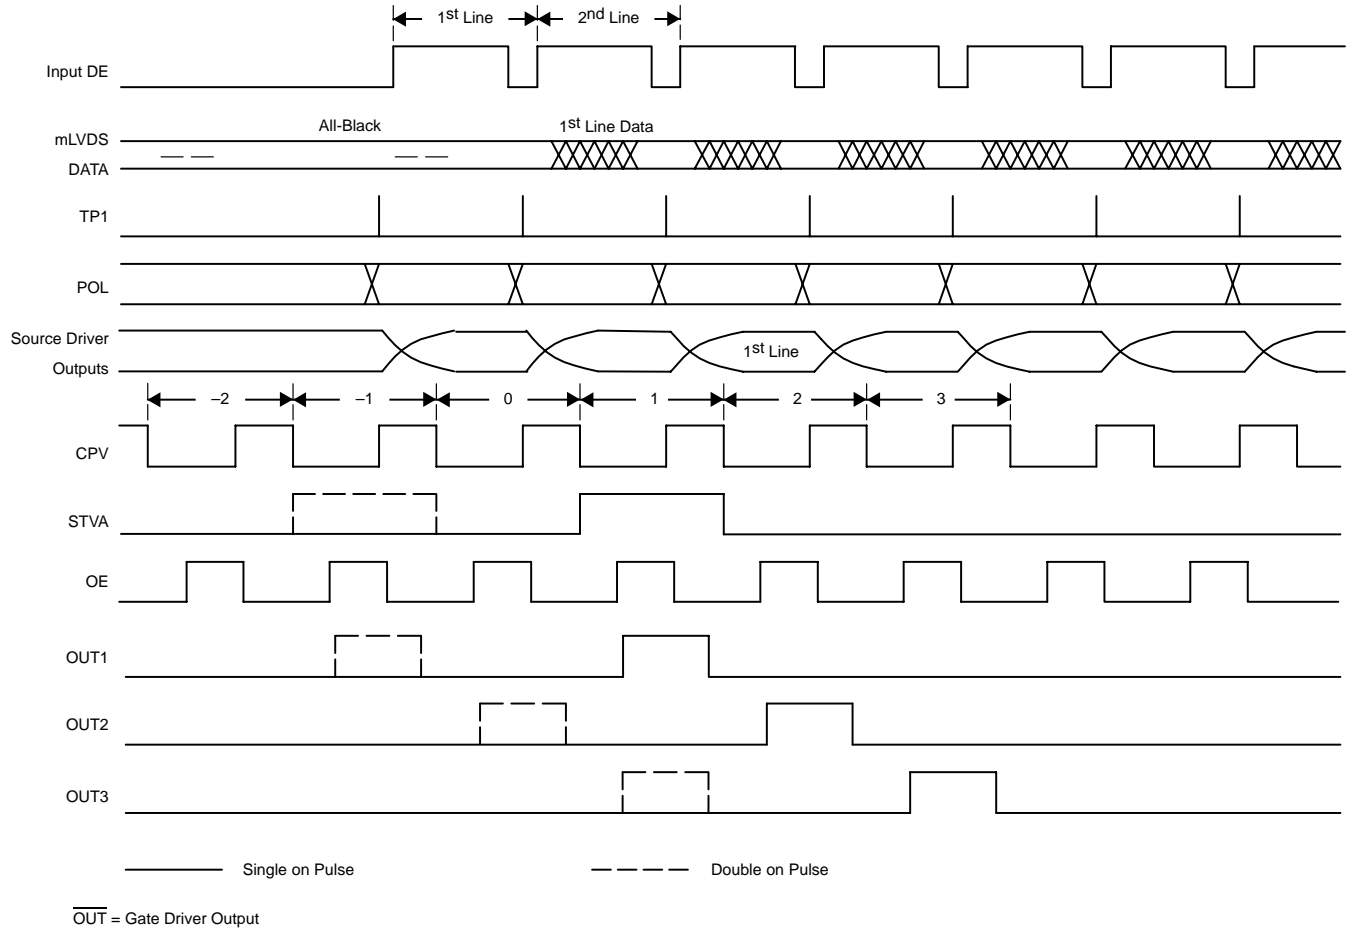 1st Line
2nd Line
Input DE
All-Black
1st Line Data
mLVDS
DATA
TP1
POL
Source Driver
Outputs
1st Line
–2
–1
0
1
2
3
CPV
STVA
OE
OUT1
OUT2
OUT3
Single on Pulse
Double on Pulse
O̅U̅T̅ = Gate Driver Output